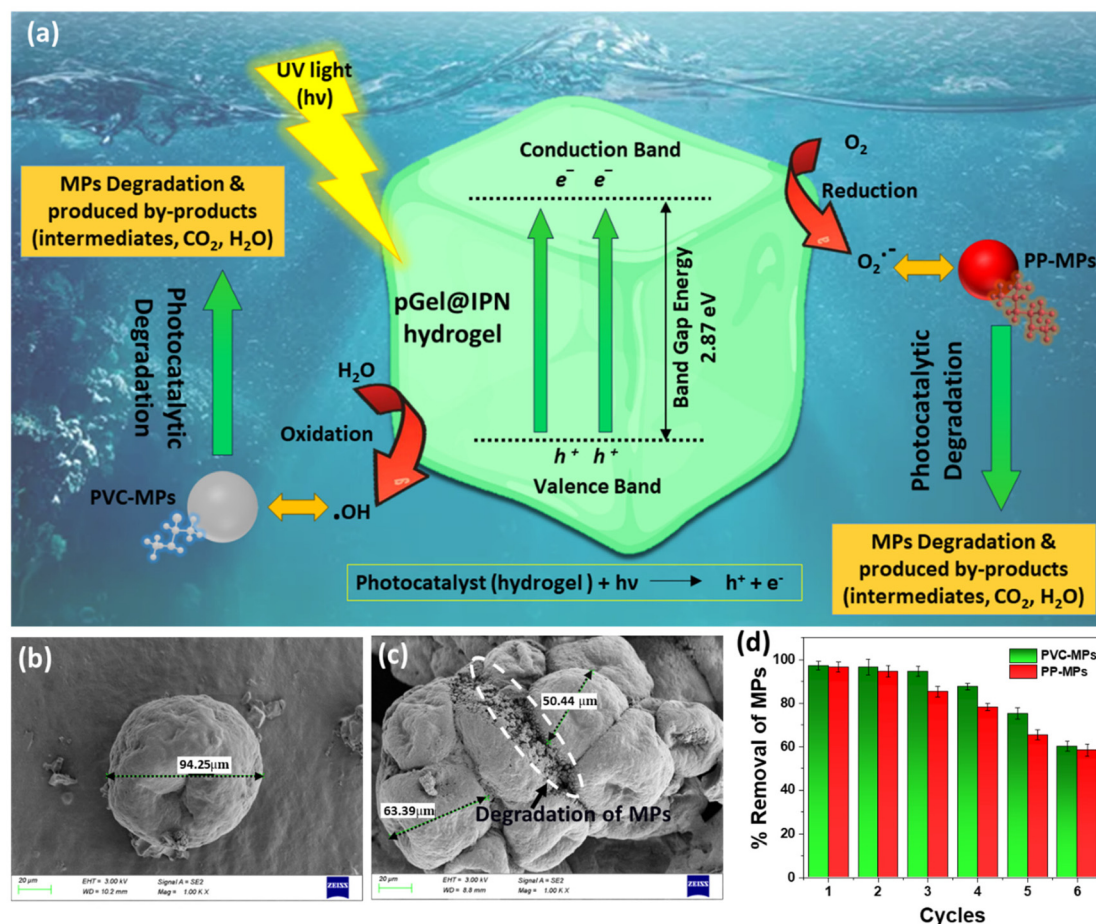 (a)
UV light
(hν)
MPs Degradation &
produced by-products
(intermediates, CO₂, H₂O)
Photocatalytic
Degradation
PVC-MPs
•OH
H₂O
Oxidation
pGel@IPN
hydrogel
Conduction Band
e⁻ e⁻
Band Gap Energy
2.87 eV
h⁺ h⁺
Valence Band
O₂
Reduction
O₂•⁻
PP-MPs
Photocatalytic
Degradation
MPs Degradation &
produced by-products
(intermediates, CO₂, H₂O)
Photocatalyst (hydrogel) + hν ⟶ h⁺ + e⁻
(b)
94.25μm
20 μm
EHT = 3.00 kV
WD = 10.2 mm
Signal A = SE2
Mag = 1.00 K X
ZEISS
(c)
50.44 μm
63.39μm
Degradation of MPs
20 μm
EHT = 3.00 kV
WD = 8.8 mm
Signal A = SE2
Mag = 1.00 K X
ZEISS
(d)
PVC-MPs
PP-MPs
% Removal of MPs
100
80
60
40
20
0
1 2 3 4 5 6
Cycles